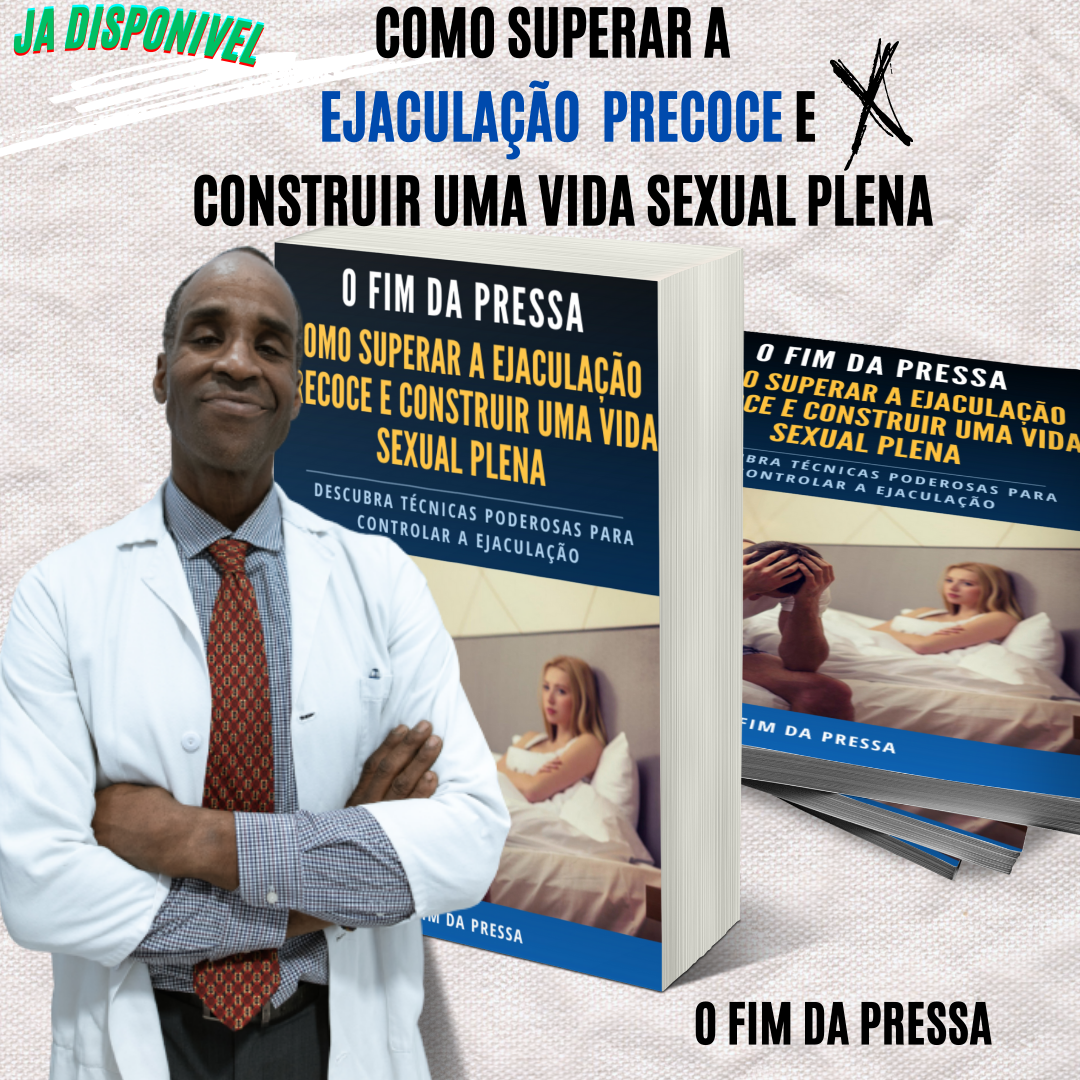 JA DISPONIVEL
COMO SUPERAR A
EJACULAÇÃO PRECOCE E X
CONSTRUIR UMA VIDA SEXUAL PLENA
O FIM DA PRESSA
OMO SUPERAR A EJACULAÇÃO
RECOCE E CONSTRUIR UMA VIDA
SEXUAL PLENA
DESCUBRA TÉCNICAS PODEROSAS PARA
CONTROLAR A EJACULAÇÃO
IM DA PRESSA
O FIM DA PRESSA
O SUPERAR A EJACULAÇÃO
CE E CONSTRUIR UMA VIDA
SEXUAL PLENA
BRA TÉCNICAS PODEROSAS PARA
ONTROLAR A EJACULAÇÃO
FIM DA PRESSA
O FIM DA PRESSA